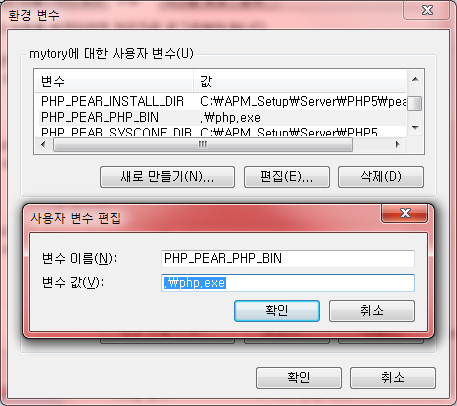 환경 변수
mytory에 대한 사용자 변수(U)
변수 값
PHP_PEAR_INSTALL_DIR C:₩APM_Setup₩Server₩PHP5₩pea
PHP_PEAR_PHP_BIN .₩php.exe
PHP_PEAR_SYSCONF_DIR C:₩APM_Setup₩Server₩PHP5
새로 만들기(N)... 편집(E)... 삭제(D)
사용자 변수 편집
변수 이름(N): PHP_PEAR_PHP_BIN
변수 값(V): .₩php.exe
확인 취소
확인 취소